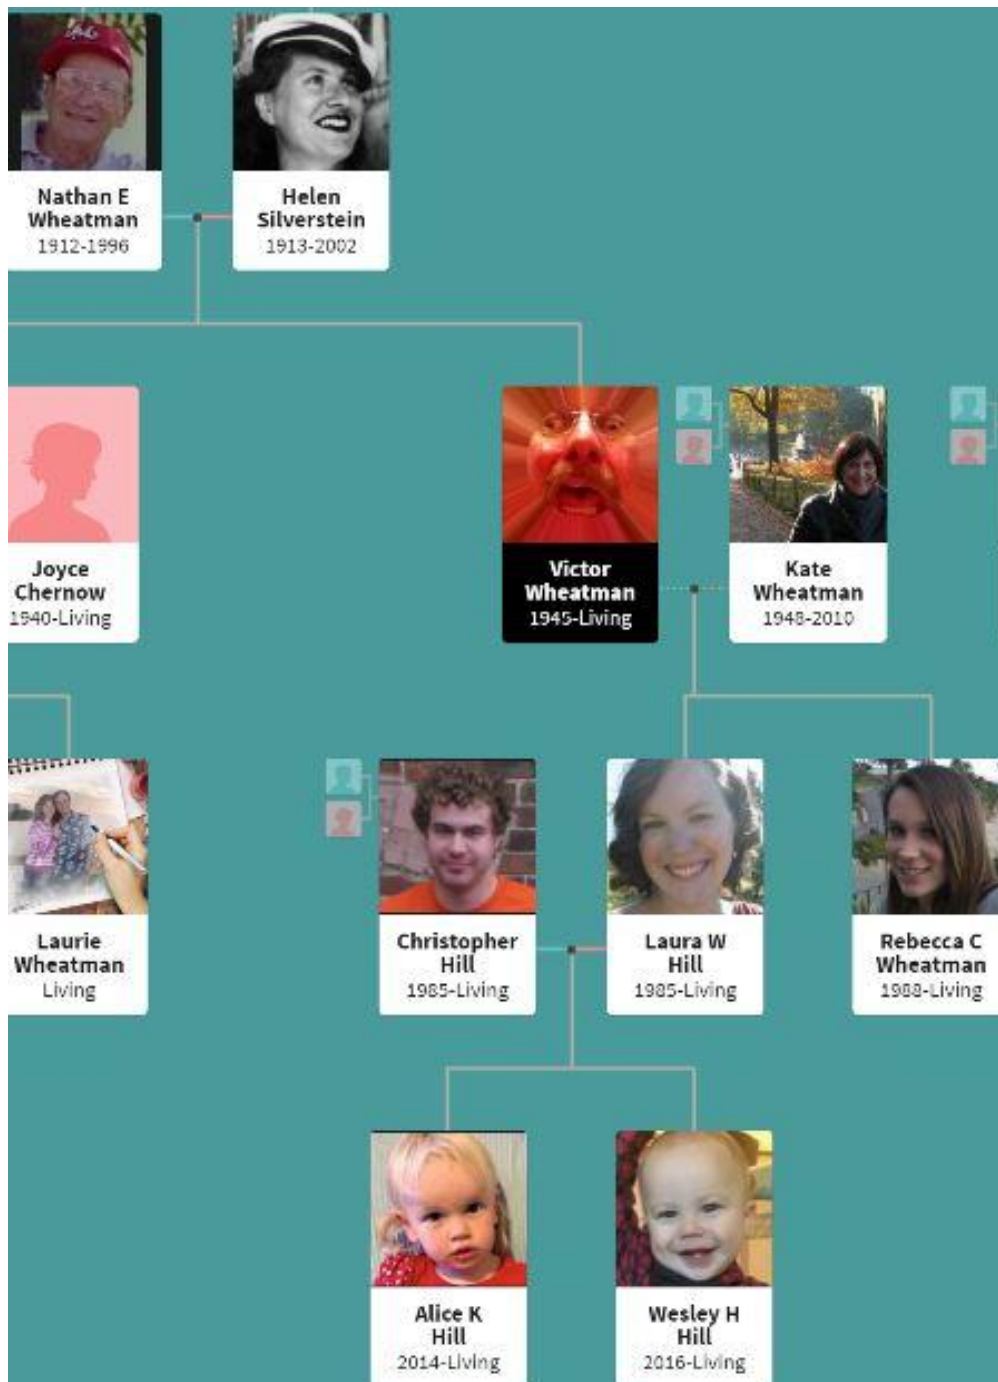 Nathan E
Wheatman
1912-1996
Helen
Silverstein
1913-2002
Joyce
Chernow
1940-Living
Victor
Wheatman
1945-Living
Kate
Wheatman
1948-2010
Laurie
Wheatman
Living
Christopher
Hill
1985-Living
Laura W
Hill
1985-Living
Rebecca C
Wheatman
1988-Living
Alice K
Hill
2014-Living
Wesley H
Hill
2016-Living